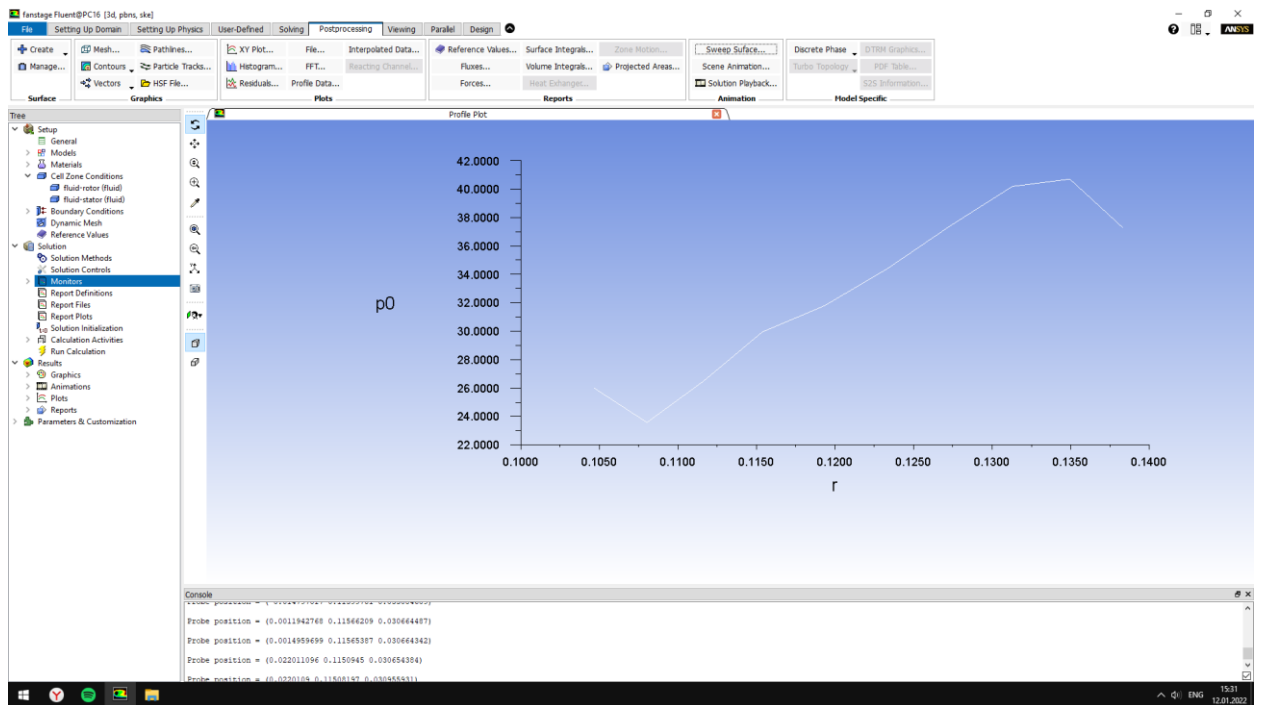 fanstage Fluent@PC16 [3d, pbns, ske]
File Setting Up Domain Setting Up Physics User-Defined Solving Postprocessing Viewing Parallel Design
ANSYS
Create Mesh... Pathlines... XY Plot... File... Interpolated Data... Reference Values... Surface Integrals... Zone Motion... Sweep Suface... Discrete Phase DTRM Graphics...
Manage... Contours Particle Tracks... Histogram... FFT... Reacting Channel... Fluxes... Volume Integrals... Projected Areas... Scene Animation... Turbo Topology PDF Table...
Vectors HSF File... Residuals... Profile Data... Forces... Heat Exhanger... Solution Playback... S2S Information...
Surface Graphics Plots Reports Animation Model Specific
Tree
Setup
General
Models
Materials
Cell Zone Conditions
fluid-rotor (fluid)
fluid-stator (fluid)
Boundary Conditions
Dynamic Mesh
Reference Values
Solution
Solution Methods
Solution Controls
Monitors
Report Definitions
Report Files
Report Plots
Solution Initialization
Calculation Activities
Run Calculation
Results
Graphics
Animations
Plots
Reports
Parameters & Customization
Profile Plot
42.0000
40.0000
38.0000
36.0000
34.0000
32.0000
30.0000
28.0000
26.0000
24.0000
22.0000
p0
0.1000 0.1050 0.1100 0.1150 0.1200 0.1250 0.1300 0.1350 0.1400
r
Console
Probe position = (0.0011942768 0.11566209 0.030664487)
Probe position = (0.0014959699 0.11565387 0.030664342)
Probe position = (0.022011096 0.1150945 0.030654384)
Probe position = (0.0220109 0.11508197 0.030955931)
ENG
15:31
12.01.2022